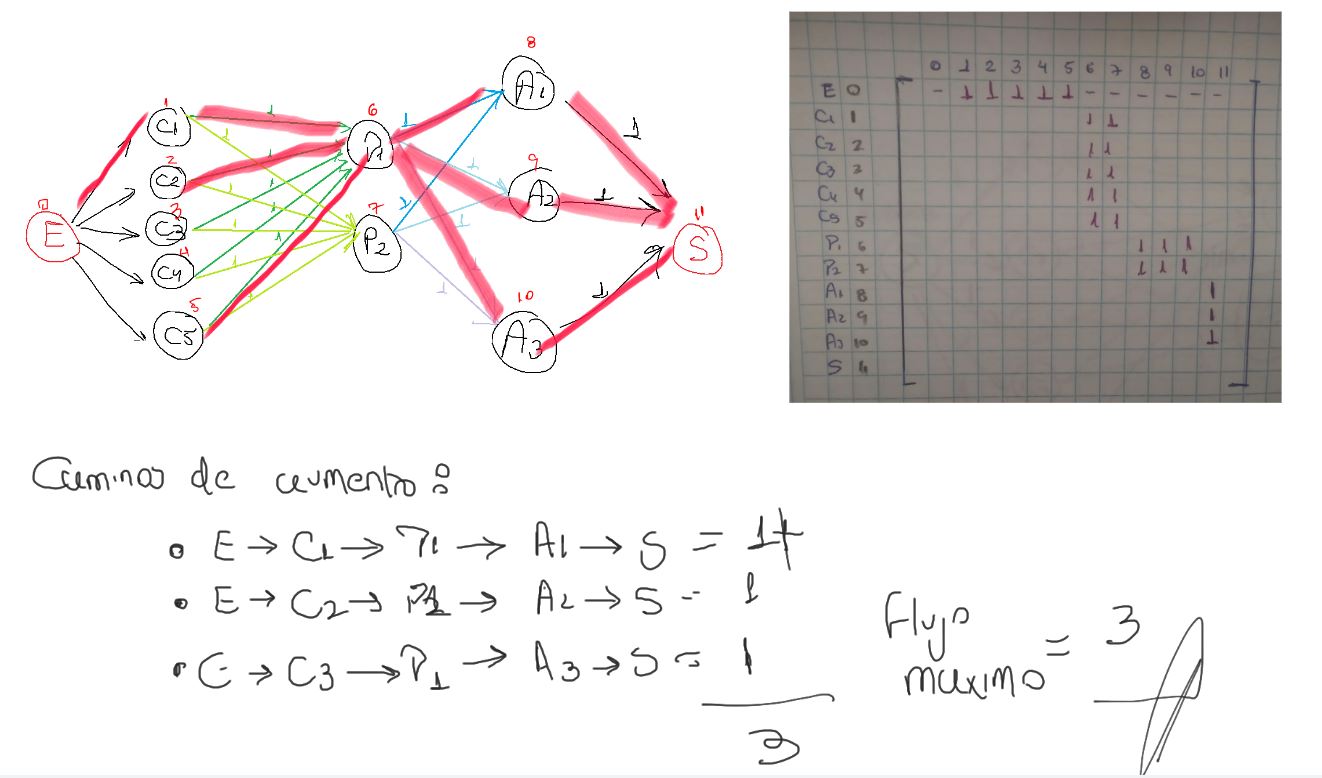 8
A1
1
C1
1
1
6
P1
1
2
C2
1
1
1
9
A2
1
0
E
3
C3
1
1
7
P2
1
1
11
S
4
C4
1
1
5
C5
1
10
A3
1
0 1 2 3 4 5 6 7 8 9 10 11
E 0 - 1 1 1 1 1 - - - - - -
C1 1 1 1
C2 2 1 1
C3 3 1 1
C4 4 1 1
C5 5 1 1
P1 6 1 1 1
P2 7 1 1 1
A1 8 1
A2 9 1
A3 10 1
S 11
Caminos de aumento:
• E → C1 → P1 → A1 → S = 1+
• E → C2 → → A2 → S = 1
• E → C3 → P1 → A3 → S = 1
3
Flujo
maximo = 3